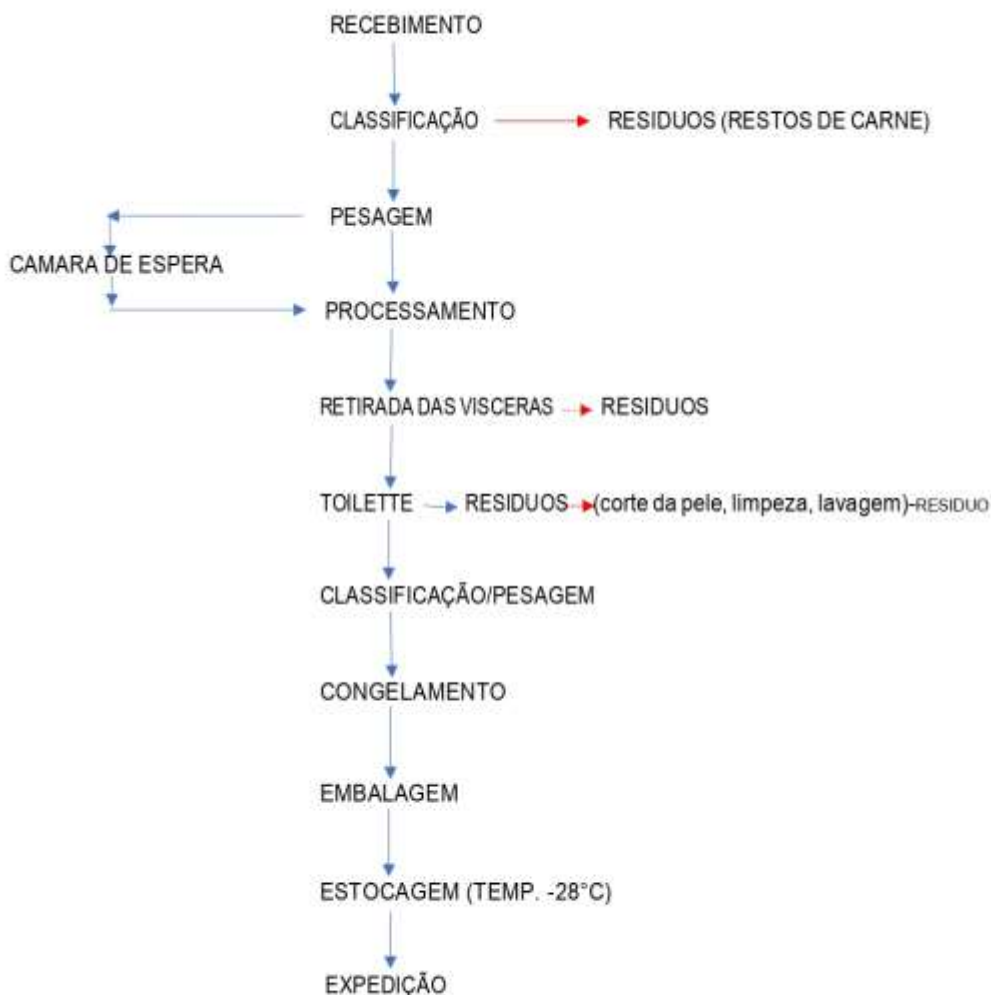 RECEBIMENTO
CLASSIFICAÇÃO RESIDUOS (RESTOS DE CARNE)
PESAGEM
CAMARA DE ESPERA
PROCESSAMENTO
RETIRADA DAS VISCERAS RESIDUOS
TOILETTE RESIDUOS (corte da pele, limpeza, lavagem)-RESIDUO
CLASSIFICAÇÃO/PESAGEM
CONGELAMENTO
EMBALAGEM
ESTOCAGEM (TEMP. -28°C)
EXPEDIÇÃO